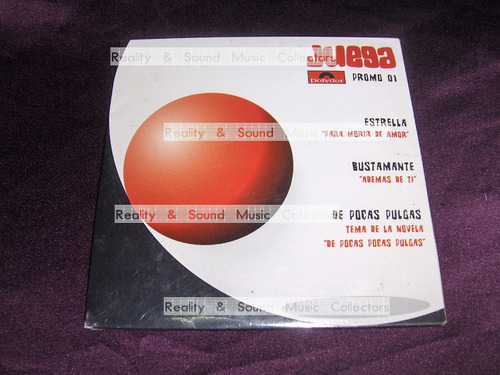 Juega
Reality & Sound Music Collectors
Polydor
PROMO 01
ESTRELLA
"PARA MORIR DE AMOR"
Reality & Sound Music Collectors
BUSTAMANTE
"ADEMAS DE TI"
DE POCAS PULGAS
Reality & Sound Music Collectors
TEMA DE LA NOVELA
"DE POCAS POCAS PULGAS"
Reality & Sound Music Collectors